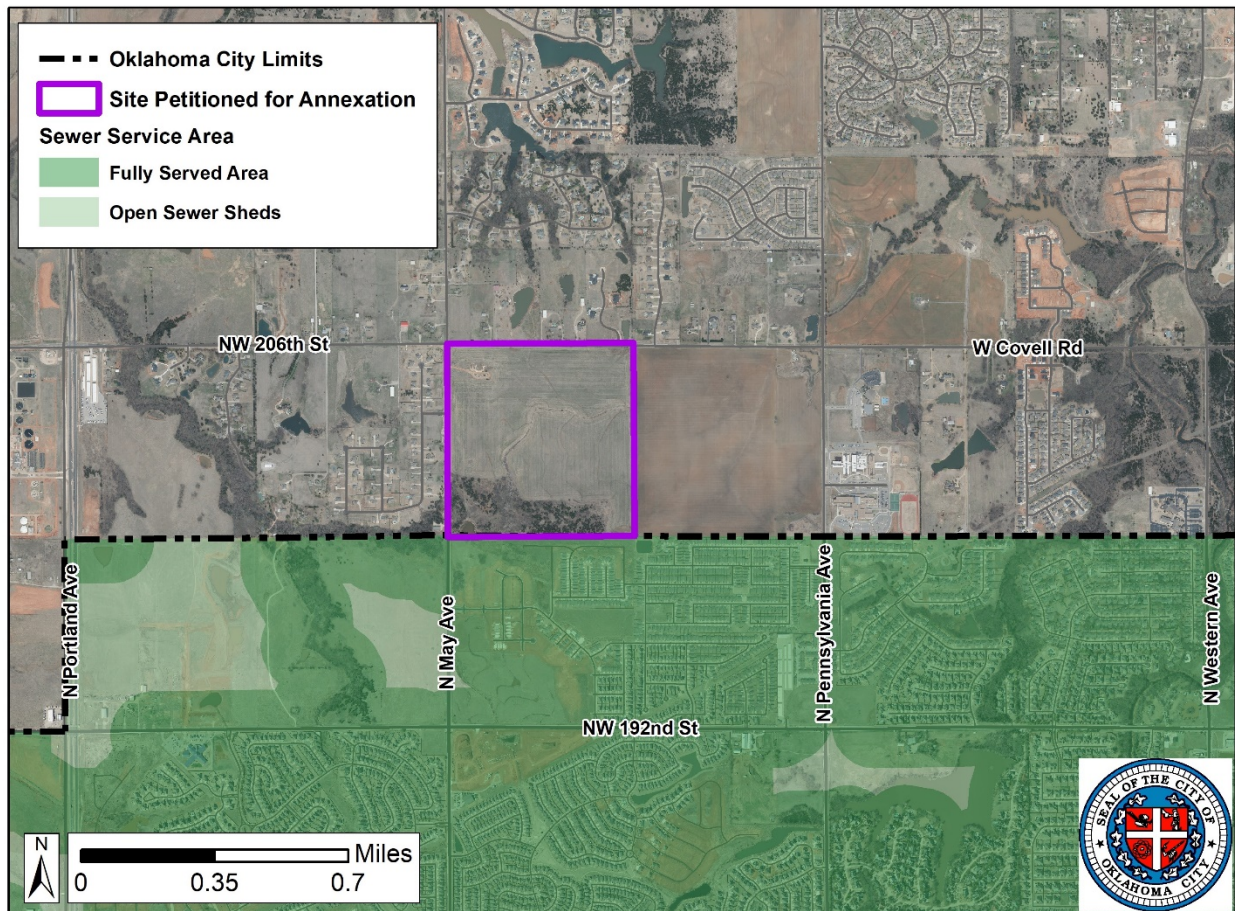 Oklahoma City Limits
Site Petitioned for Annexation
Sewer Service Area
Fully Served Area
Open Sewer Sheds
NW 206th St
W Covell Rd
N Portland Ave
N May Ave
N Pennsylvania Ave
N Western Ave
NW 192nd St
N
Miles
0 0.35 0.7
SEAL OF THE CITY OF
OKLAHOMA CITY